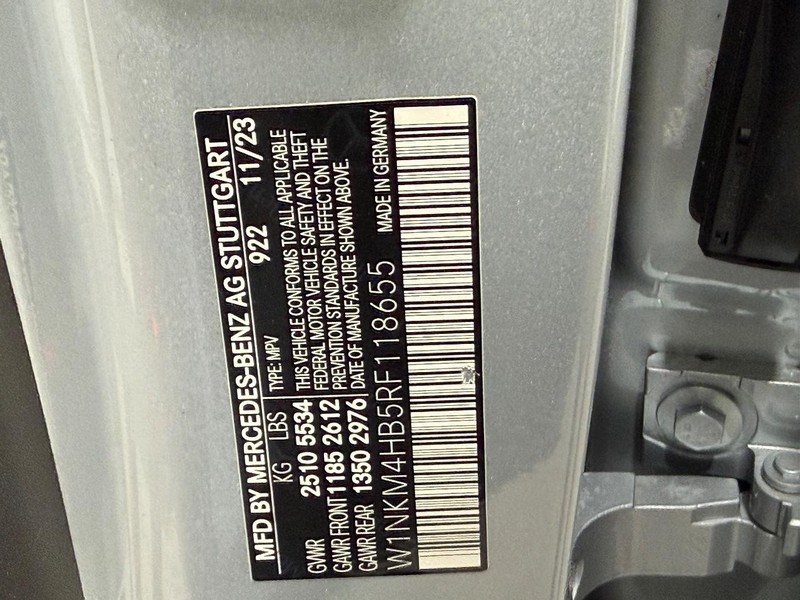 MFD BY MERCEDES-BENZ AG STUTTGART
KG LBS TYPE: MPV 922 11/23
GVWR 2510 5534
GAWR FRONT 1185 2612
GAWR REAR 1350 2976
THIS VEHICLE CONFORMS TO ALL APPLICABLE
FEDERAL MOTOR VEHICLE SAFETY AND THEFT
PREVENTION STANDARDS IN EFFECT ON THE
DATE OF MANUFACTURE SHOWN ABOVE.
W1NKM4HB5RF118655 MADE IN GERMANY